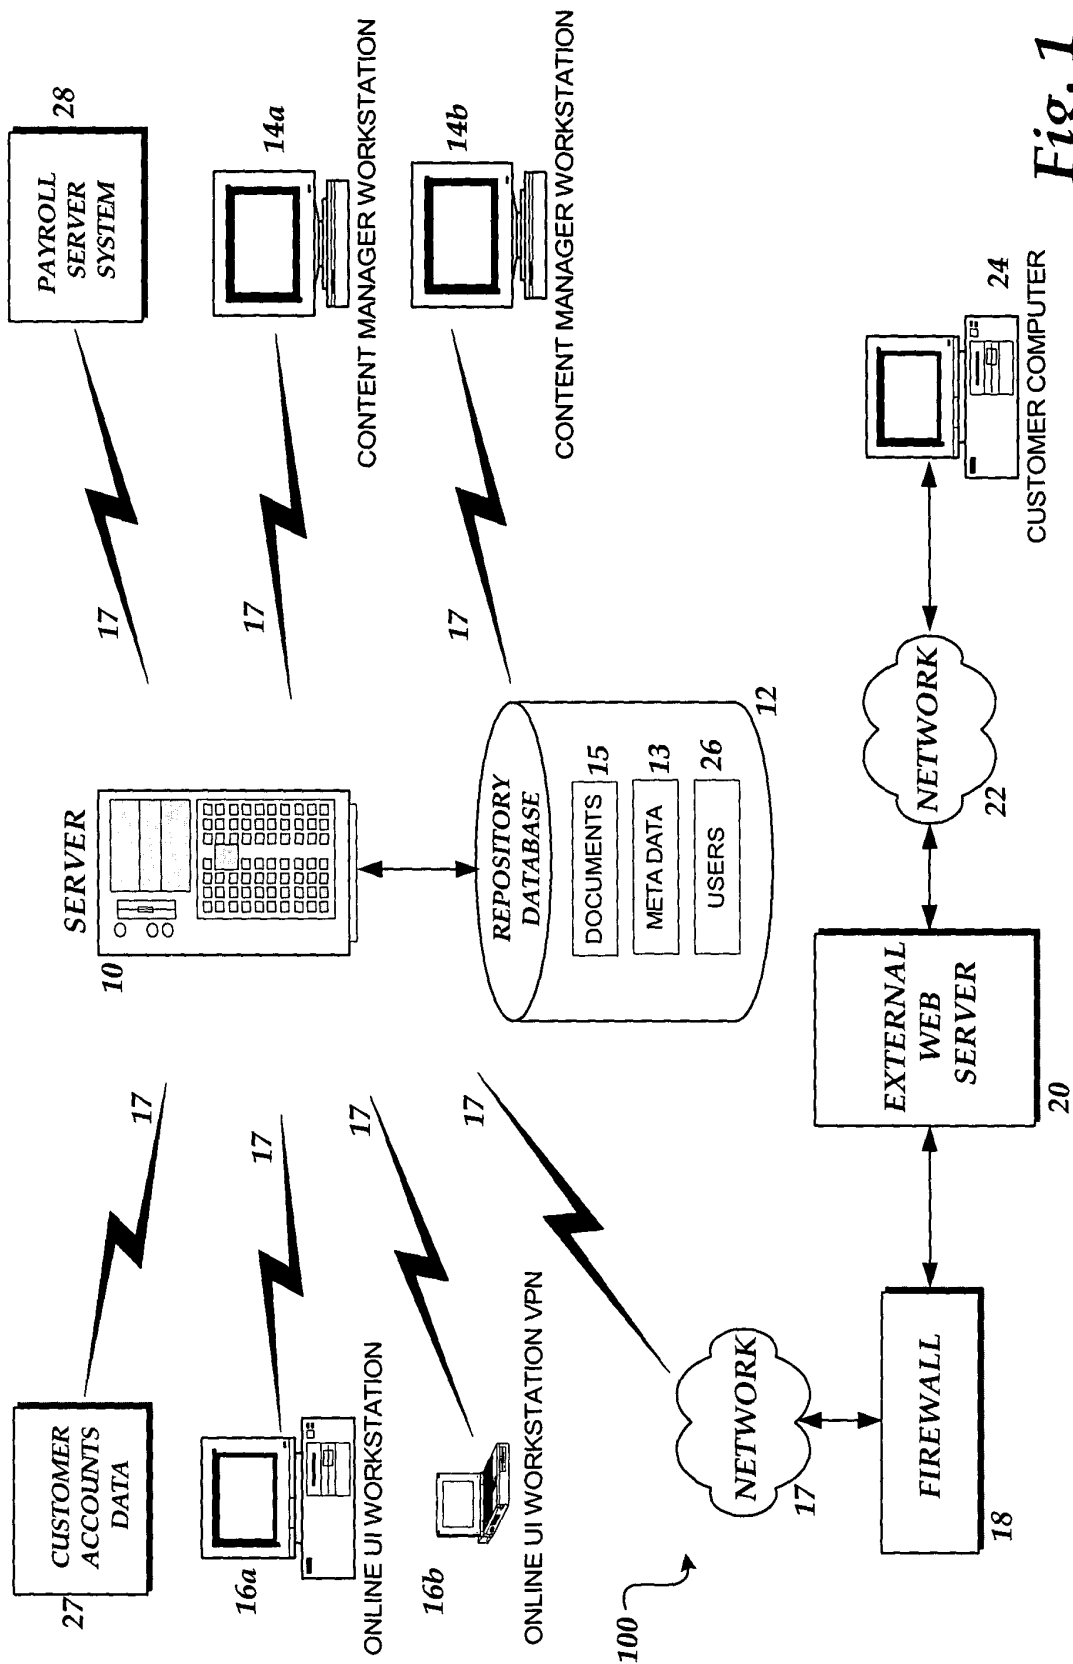 CUSTOMER
ACCOUNTS
DATA
27
17
SERVER
10
17
PAYROLL
SERVER
SYSTEM
28
16a
ONLINE UI WORKSTATION
17
17
14a
CONTENT MANAGER WORKSTATION
16b
ONLINE UI WORKSTATION VPN
17
REPOSITORY
DATABASE
DOCUMENTS
15
META DATA
13
USERS
26
12
17
14b
CONTENT MANAGER WORKSTATION
100
17
NETWORK
17
FIREWALL
18
EXTERNAL
WEB
SERVER
20
NETWORK
22
24
CUSTOMER COMPUTER
Fig. 1